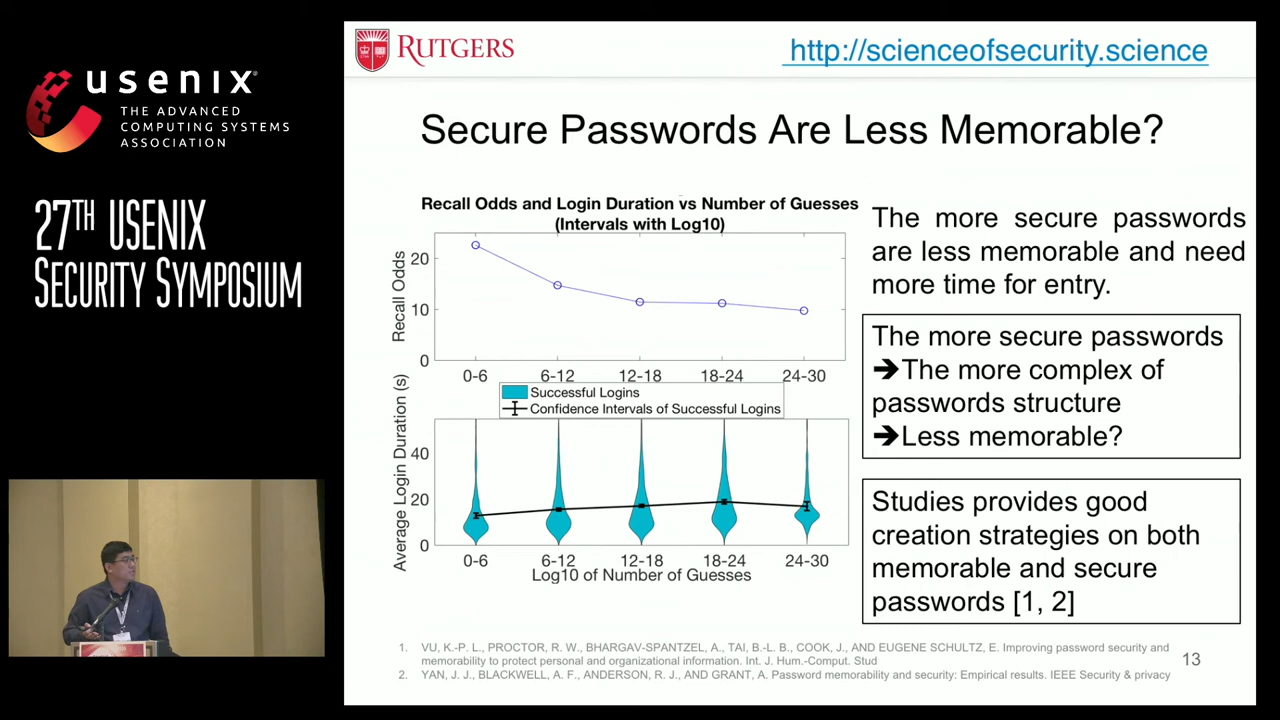 usenix
THE ADVANCED
COMPUTING SYSTEMS
ASSOCIATION
27TH USENIX
SECURITY SYMPOSIUM
RUTGERS
http://scienceofsecurity.science
Secure Passwords Are Less Memorable?
Recall Odds and Login Duration vs Number of Guesses
(Intervals with Log10)
Recall Odds
20
10
0
0-6 6-12 12-18 18-24 24-30
Successful Logins
Confidence Intervals of Successful Logins
Average Login Duration (s)
40
20
0
0-6 6-12 12-18 18-24 24-30
Log10 of Number of Guesses
The more secure passwords
are less memorable and need
more time for entry.
The more secure passwords
➔The more complex of
passwords structure
➔Less memorable?
Studies provides good
creation strategies on both
memorable and secure
passwords [1, 2]
1. VU, K.-P. L., PROCTOR, R. W., BHARGAV-SPANTZEL, A., TAI, B.-L. B., COOK, J., AND EUGENE SCHULTZ, E. Improving password security and
memorability to protect personal and organizational information. Int. J. Hum.-Comput. Stud
2. YAN, J. J., BLACKWELL, A. F., ANDERSON, R. J., AND GRANT, A. Password memorability and security: Empirical results. IEEE Security & privacy
13